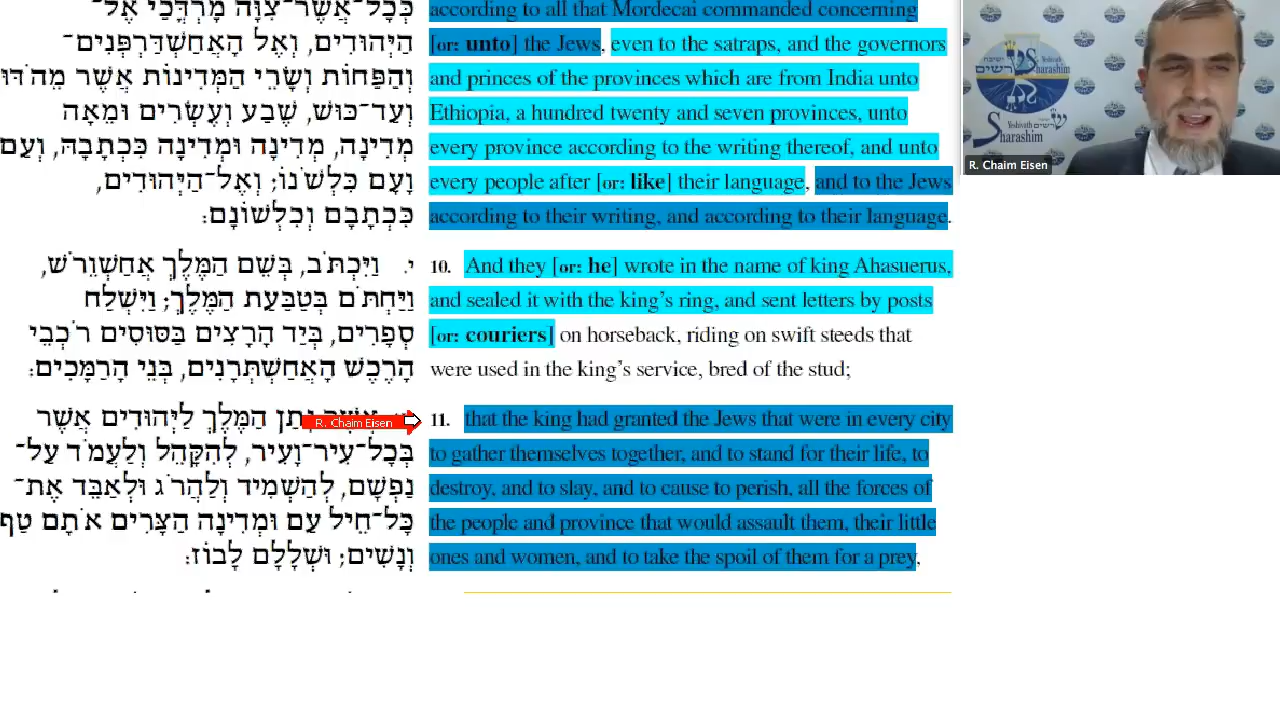 כְּכָל־אֲשֶׁר־צִוָּה מָרְדֳּכַי אֶל־
הַיְּהוּדִים, וְאֶל הָאֲחַשְׁדַּרְפְּנִים־
וְהַפַּחוֹת וְשָׂרֵי הַמְּדִינוֹת אֲשֶׁר מֵהֹדּוּ
וְעַד־כּוּשׁ, שֶׁבַע וְעֶשְׂרִים וּמֵאָה
מְדִינָה, מְדִינָה וּמְדִינָה כִּכְתָבָהּ, וְעַם
וָעָם כִּלְשֹׁנוֹ; וְאֶל־הַיְּהוּדִים,
כִּכְתָבָם וְכִלְשׁוֹנָם:
י. וַיִּכְתֹּב, בְּשֵׁם הַמֶּלֶךְ אֲחַשְׁוֵרֹשׁ,
וַיַּחְתֹּם בְּטַבַּעַת הַמֶּלֶךְ; וַיִּשְׁלַח
סְפָרִים, בְּיַד הָרָצִים בַּסּוּסִים רֹכְבֵי
הָרֶכֶשׁ הָאֲחַשְׁתְּרָנִים, בְּנֵי הָרַמָּכִים:
נָתַן הַמֶּלֶךְ לַיְּהוּדִים אֲשֶׁר
בְּכָל־עִיר־וָעִיר, לְהִקָּהֵל וְלַעֲמֹד עַל־
נַפְשָׁם, לְהַשְׁמִיד וְלַהֲרֹג וּלְאַבֵּד אֶת־
כָּל־חֵיל עַם וּמְדִינָה הַצָּרִים אֹתָם טַף
וְנָשִׁים; וּשְׁלָלָם לָבוֹז:
according to all that Mordecai commanded concerning
[or: unto] the Jews, even to the satraps, and the governors
and princes of the provinces which are from India unto
Ethiopia, a hundred twenty and seven provinces, unto
every province according to the writing thereof, and unto
every people after [or: like] their language, and to the Jews
according to their writing, and according to their language.
10. And they [or: he] wrote in the name of king Ahasuerus,
and sealed it with the king's ring, and sent letters by posts
[or: couriers] on horseback, riding on swift steeds that
were used in the king's service, bred of the stud;
R. Chaim Eisen
11. that the king had granted the Jews that were in every city
to gather themselves together, and to stand for their life, to
destroy, and to slay, and to cause to perish, all the forces of
the people and province that would assault them, their little
ones and women, and to take the spoil of them for a prey,
Yeshivath
Sharashim
R. Chaim Eisen